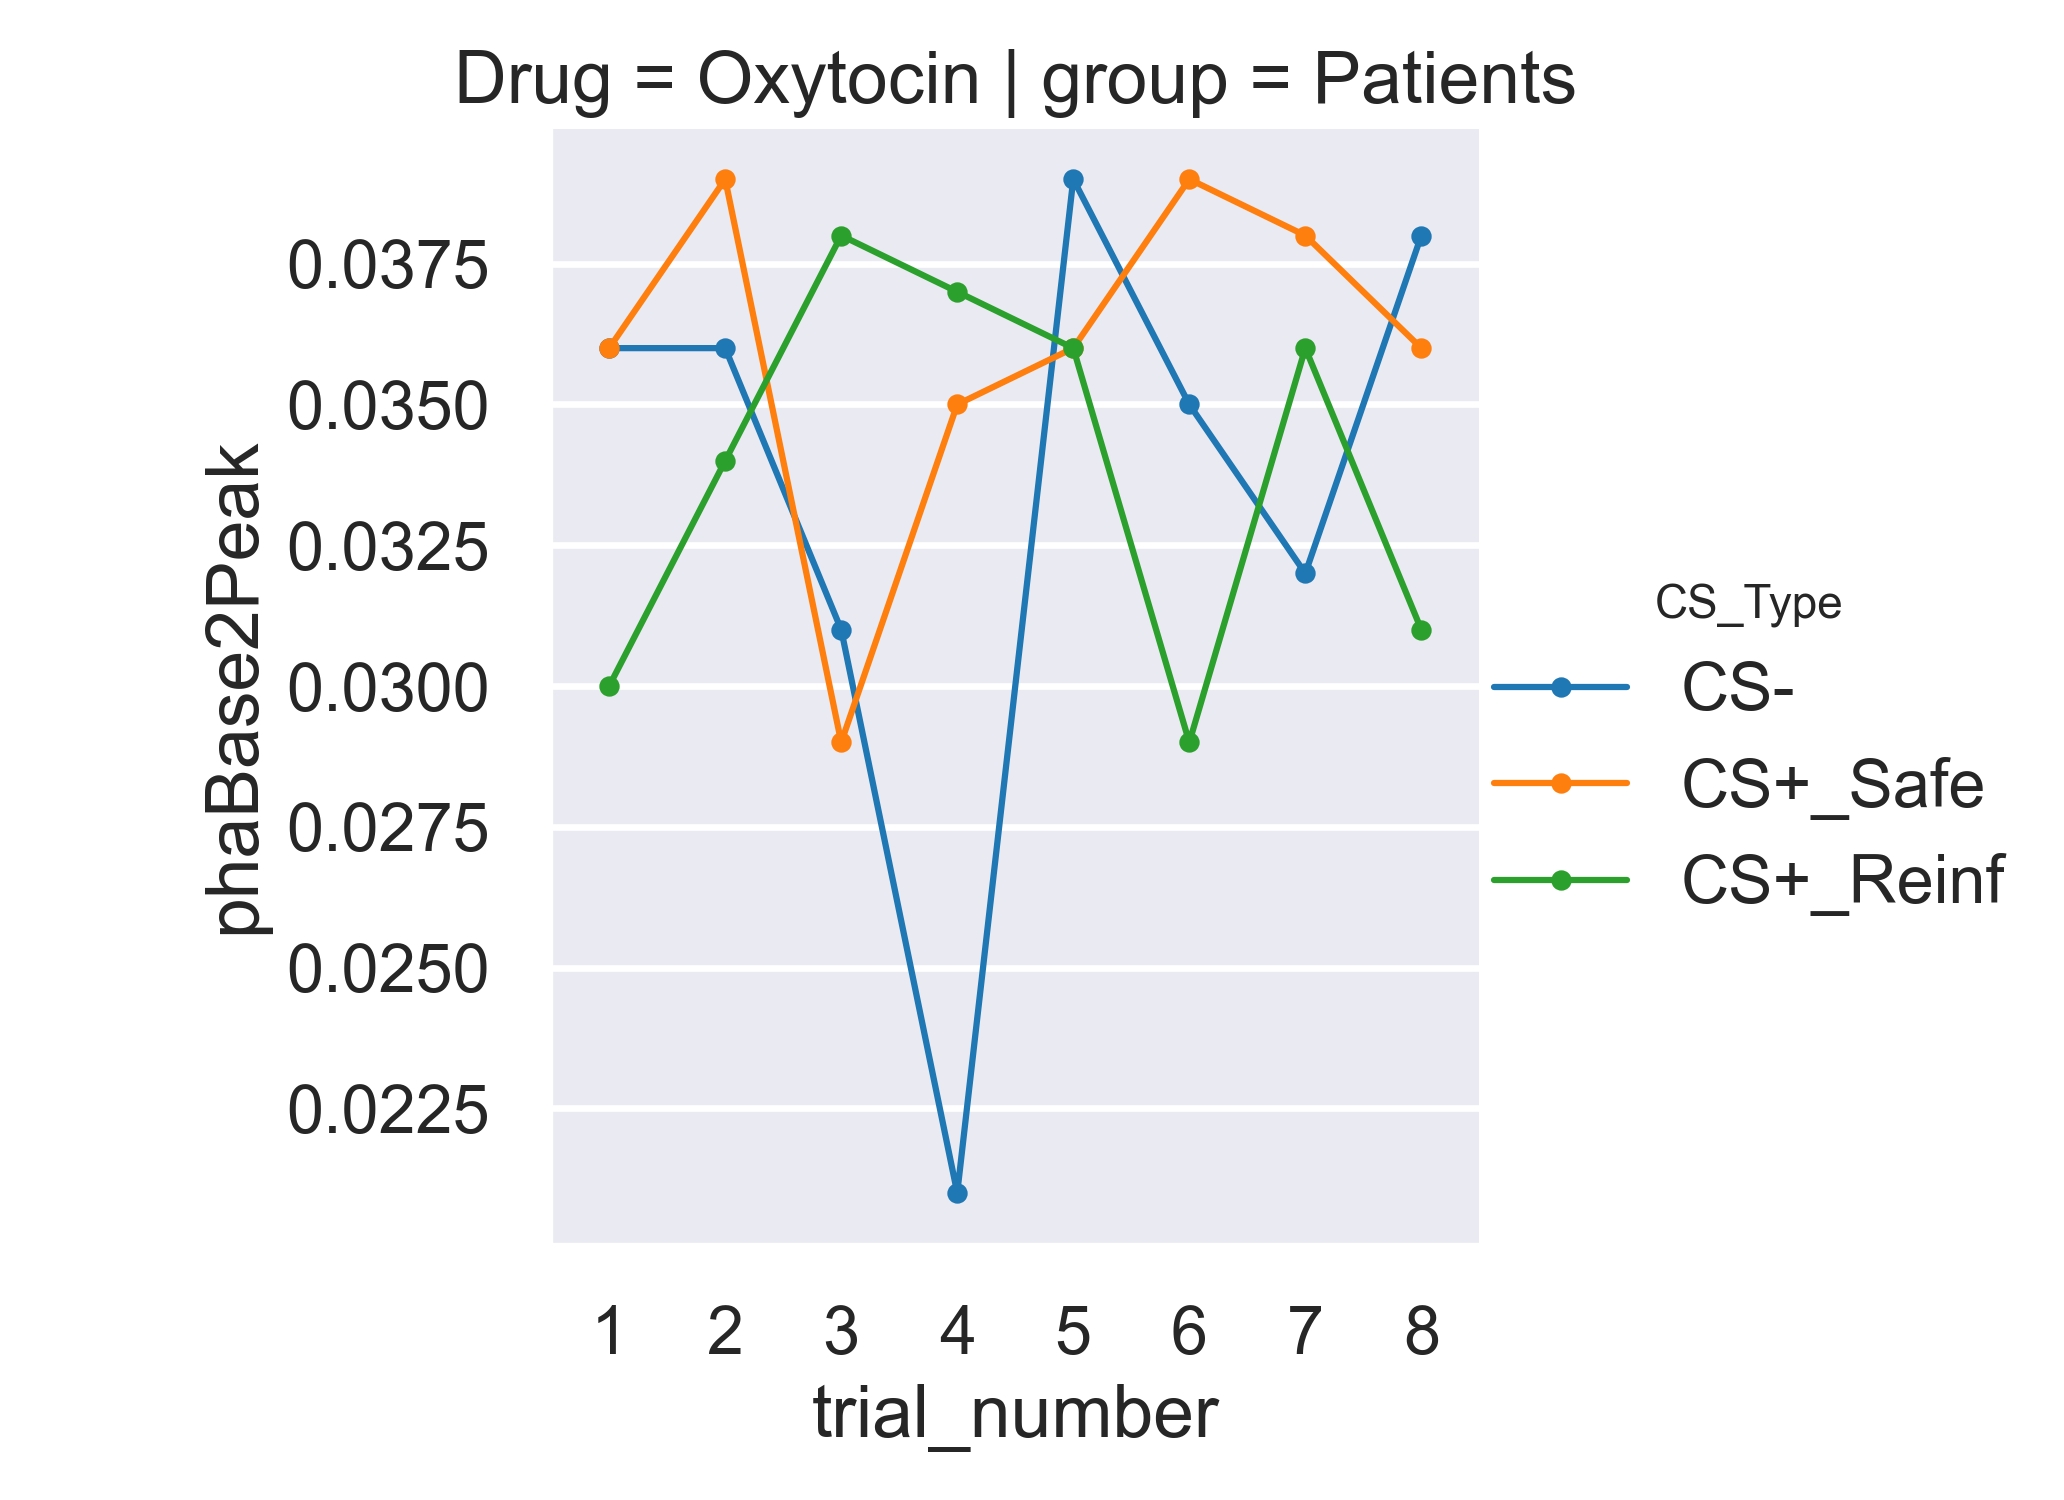 Drug = Oxytocin | group = Patients
phaBase2Peak
0.0375
0.0350
0.0325
0.0300
0.0275
0.0250
0.0225
1 2 3 4 5 6 7 8
trial_number
CS_Type
CS-
CS+_Safe
CS+_Reinf